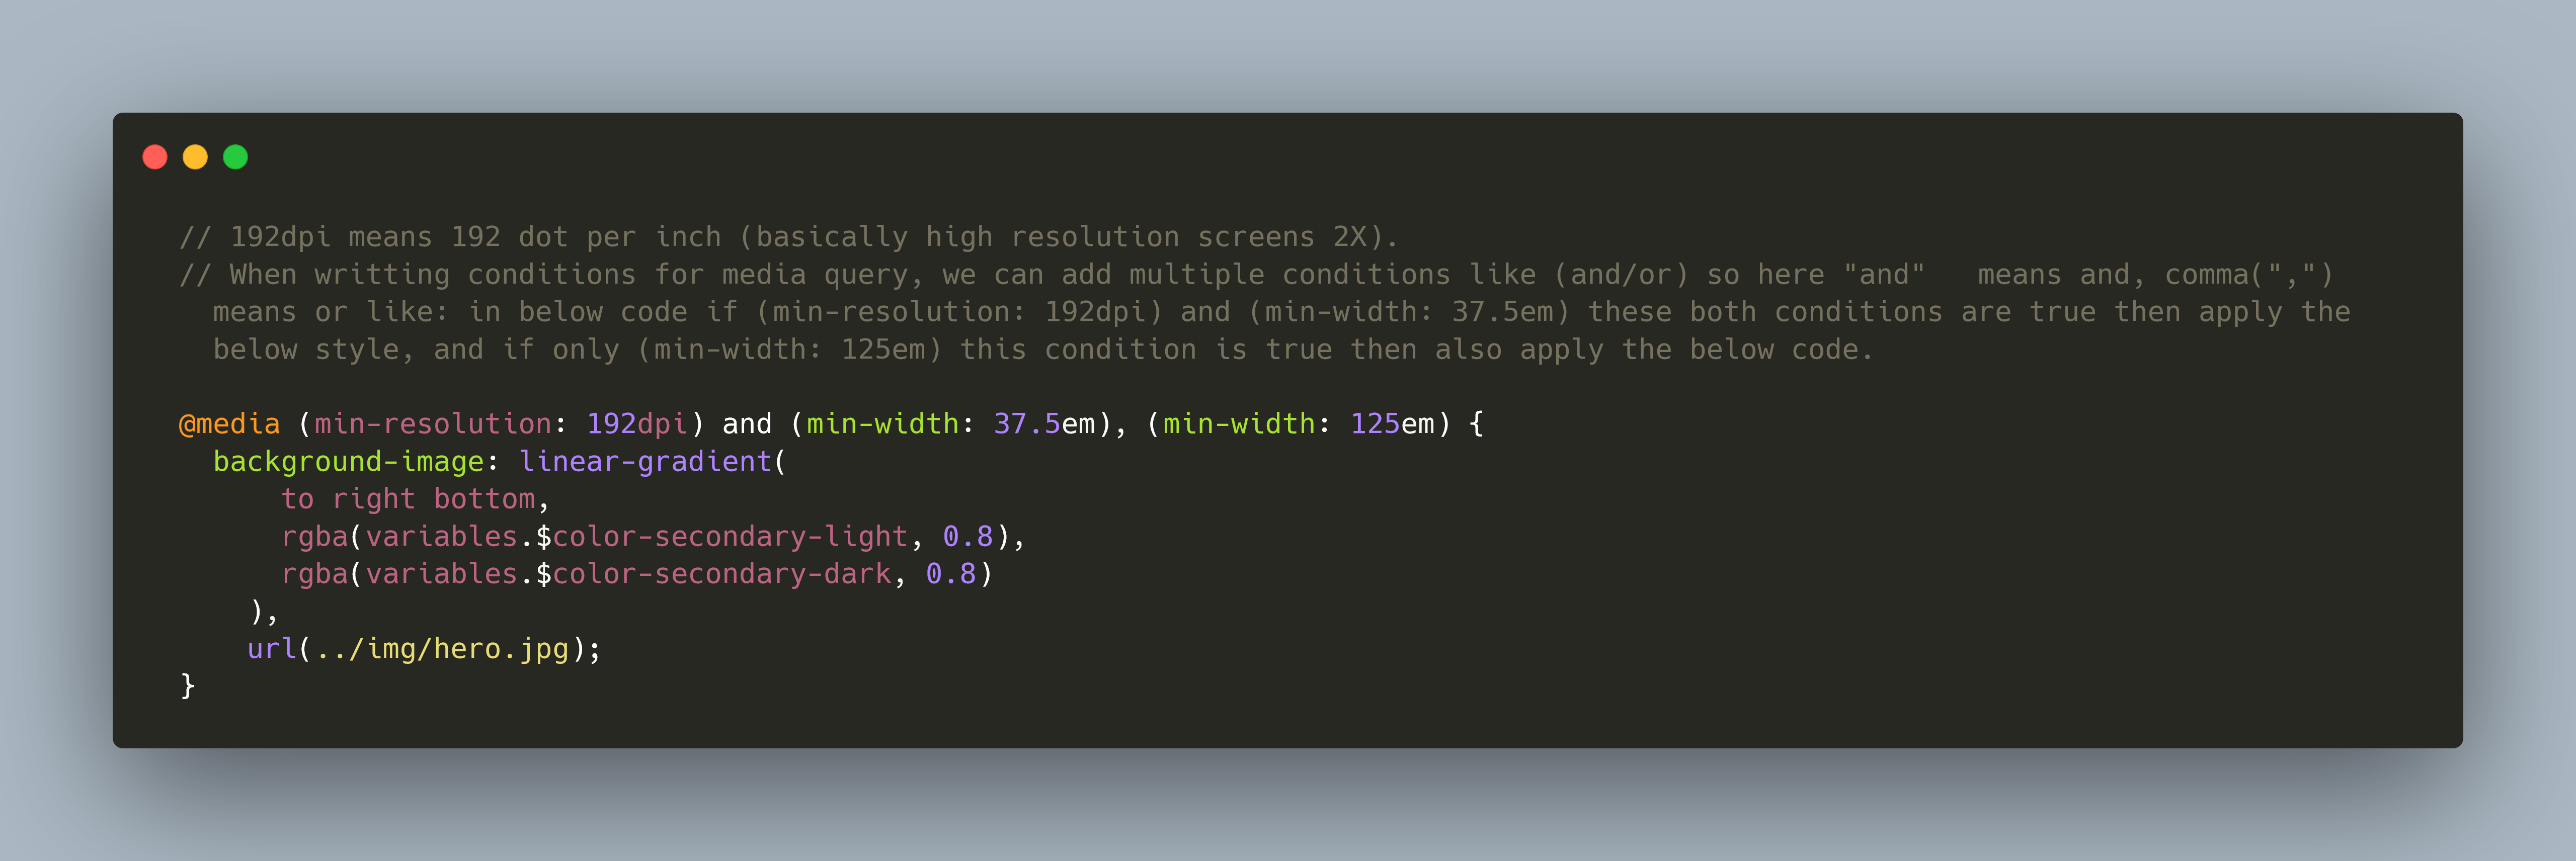 // 192dpi means 192 dot per inch (basically high resolution screens 2X).
// When writting conditions for media query, we can add multiple conditions like (and/or) so here "and"   means and, comma(",")
  means or like: in below code if (min-resolution: 192dpi) and (min-width: 37.5em) these both conditions are true then apply the
  below style, and if only (min-width: 125em) this condition is true then also apply the below code.

@media (min-resolution: 192dpi) and (min-width: 37.5em), (min-width: 125em) {
  background-image: linear-gradient(
      to right bottom,
      rgba(variables.$color-secondary-light, 0.8),
      rgba(variables.$color-secondary-dark, 0.8)
    ),
    url(../img/hero.jpg);
}